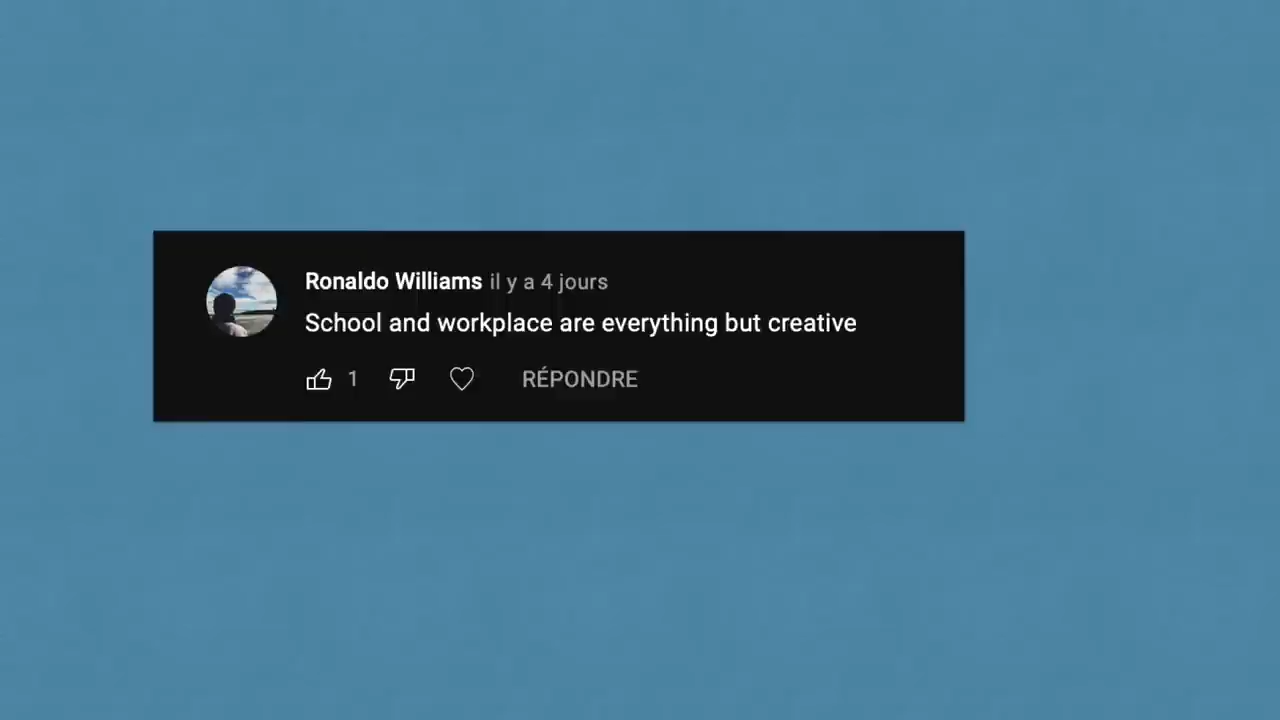 Ronaldo Williams il y a 4 jours
School and workplace are everything but creative
1 RÉPONDRE